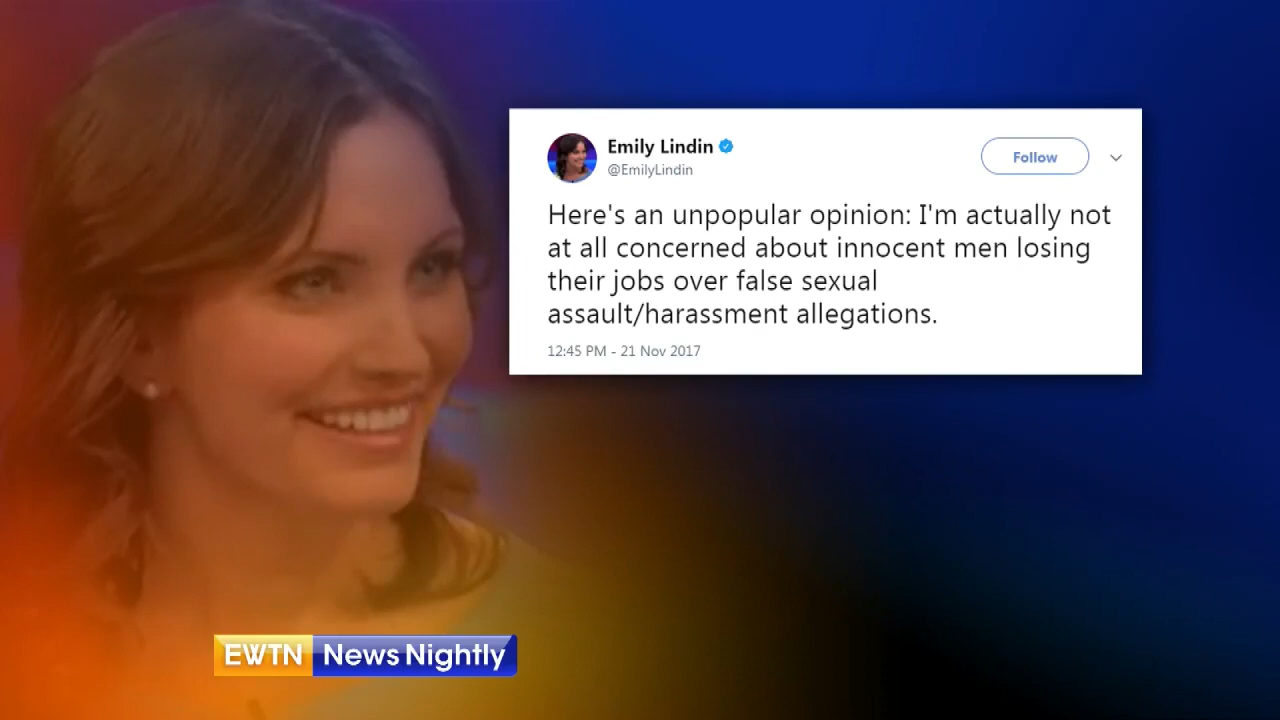 Emily Lindin
@EmilyLindin
Follow
Here's an unpopular opinion: I'm actually not
at all concerned about innocent men losing
their jobs over false sexual
assault/harassment allegations.
12:45 PM - 21 Nov 2017
EWTN News Nightly